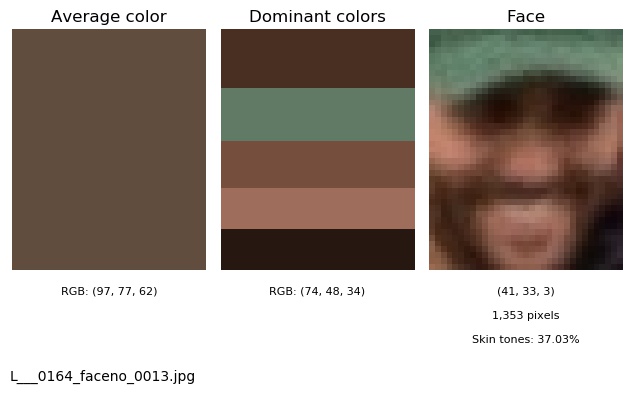 Average color
Dominant colors
Face
RGB: (97, 77, 62)
RGB: (74, 48, 34)
(41, 33, 3)
1,353 pixels
Skin tones: 37.03%
L___0164_faceno_0013.jpg